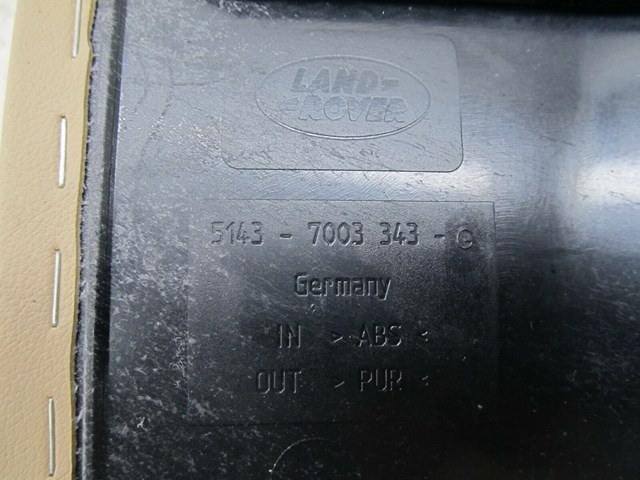 LAND-
-ROVER
5143 - 7003 343 - C
Germany
IN > ABS <
OUT > PUR <